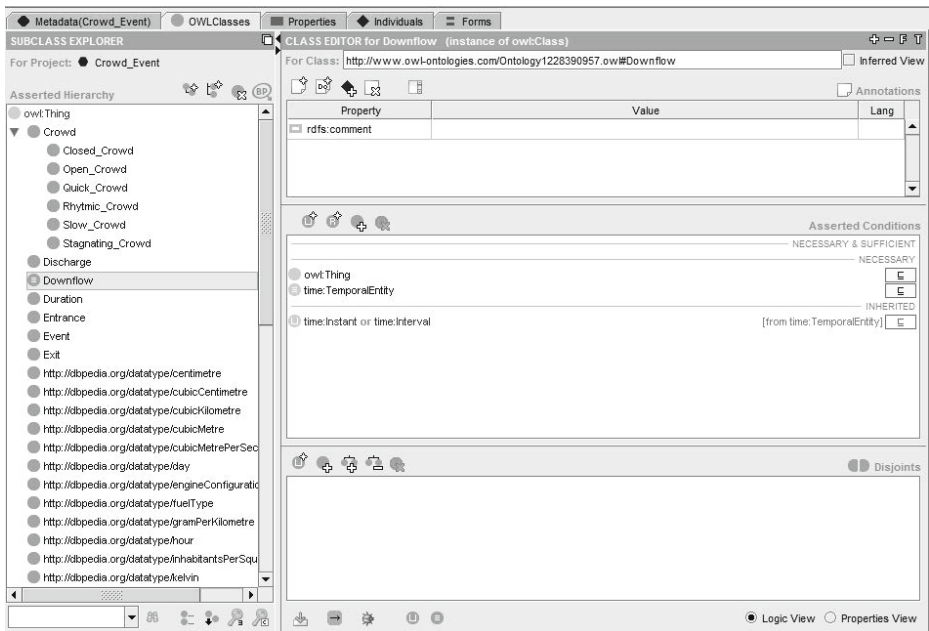 Metadata(Crowd_Event) OWLClasses Properties Individuals Forms
SUBCLASS EXPLORER
For Project: Crowd_Event
Asserted Hierarchy
owl:Thing
Crowd
Closed_Crowd
Open_Crowd
Quick_Crowd
Rhytmic_Crowd
Slow_Crowd
Stagnating_Crowd
Discharge
Downflow
Duration
Entrance
Event
Exit
http://dbpedia.org/datatype/centimetre
http://dbpedia.org/datatype/cubicCentimetre
http://dbpedia.org/datatype/cubicKilometre
http://dbpedia.org/datatype/cubicMetre
http://dbpedia.org/datatype/cubicMetrePerSec
http://dbpedia.org/datatype/day
http://dbpedia.org/datatype/engineConfiguratic
http://dbpedia.org/datatype/fuelType
http://dbpedia.org/datatype/gramPerKilometre
http://dbpedia.org/datatype/hour
http://dbpedia.org/datatype/inhabitantsPerSqu
http://dbpedia.org/datatype/kelvin
CLASS EDITOR for Downflow (instance of owl:Class)
For Class: http://www.owl-ontologies.com/Ontology1228390957.owl#Downflow Inferred View
Annotations
Property Value Lang
rdfs:comment
Asserted Conditions
NECESSARY & SUFFICIENT
NECESSARY
owl:Thing ⊑
time:TemporalEntity ⊑
INHERITED
time:Instant or time:Interval [from time:TemporalEntity] ⊑
Disjoints
Logic View Properties View